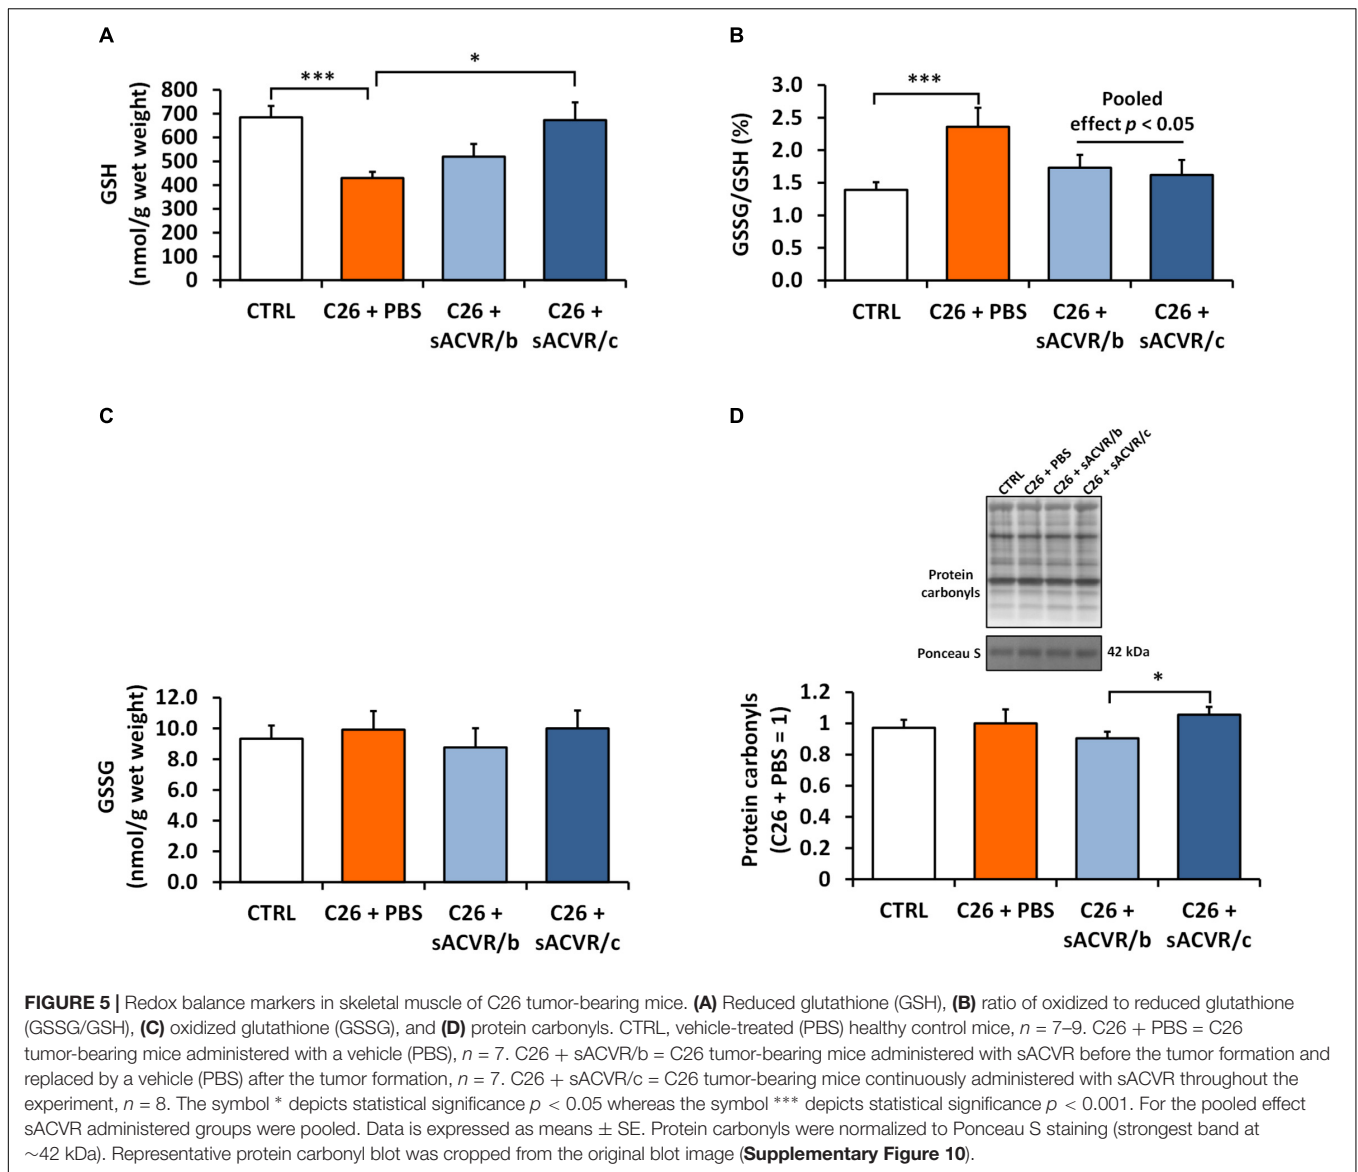 A
GSH
(nmol/g wet weight)
800
700
600
500
400
300
200
100
0
***
*
CTRL
C26 + PBS
C26 +
sACVR/b
C26 +
sACVR/c
B
GSSG/GSH (%)
3.0
2.5
2.0
1.5
1.0
0.5
0.0
***
Pooled
effect p < 0.05
CTRL
C26 + PBS
C26 +
sACVR/b
C26 +
sACVR/c
C
GSSG
(nmol/g wet weight)
12.0
10.0
8.0
6.0
4.0
2.0
0.0
CTRL
C26 + PBS
C26 +
sACVR/b
C26 +
sACVR/c
D
CTRL
C26 + PBS
C26 + sACVR/b
C26 + sACVR/c
Protein
carbonyls
Ponceau S
42 kDa
Protein carbonyls
(C26 + PBS = 1)
1.2
1
0.8
0.6
0.4
0.2
0
*
CTRL
C26 + PBS
C26 +
sACVR/b
C26 +
sACVR/c
FIGURE 5 | Redox balance markers in skeletal muscle of C26 tumor-bearing mice. (A) Reduced glutathione (GSH), (B) ratio of oxidized to reduced glutathione
(GSSG/GSH), (C) oxidized glutathione (GSSG), and (D) protein carbonyls. CTRL, vehicle-treated (PBS) healthy control mice, n = 7–9. C26 + PBS = C26
tumor-bearing mice administered with a vehicle (PBS), n = 7. C26 + sACVR/b = C26 tumor-bearing mice administered with sACVR before the tumor formation and
replaced by a vehicle (PBS) after the tumor formation, n = 7. C26 + sACVR/c = C26 tumor-bearing mice continuously administered with sACVR throughout the
experiment, n = 8. The symbol * depicts statistical significance p < 0.05 whereas the symbol *** depicts statistical significance p < 0.001. For the pooled effect
sACVR administered groups were pooled. Data is expressed as means ± SE. Protein carbonyls were normalized to Ponceau S staining (strongest band at
~42 kDa). Representative protein carbonyl blot was cropped from the original blot image (Supplementary Figure 10).